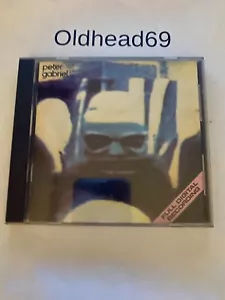 Oldhead69
peter
gabriel
FULL DIGITAL
RECORDING